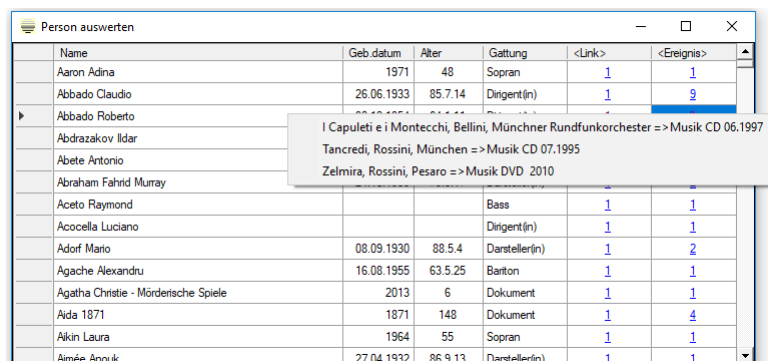 Person auswerten
Name Geb.datum Alter Gattung <Link> <Ereignis>
Aaron Adina 1971 48 Sopran 1 1
Abbado Claudio 26.06.1933 85.7.14 Dirigent(in) 1 9
Abbado Roberto
I Capuleti e i Montecchi, Bellini, Münchner Rundfunkorchester =>Musik CD 06.1997
Abdrazakov Ildar
Tancredi, Rossini, München =>Musik CD 07.1995
Abete Antonio
Zelmira, Rossini, Pesaro =>Musik DVD 2010
Abraham Fahrid Murray
Aceto Raymond Bass 1 1
Acocella Luciano Dirigent(in) 1 1
Adorf Mario 08.09.1930 88.5.4 Darsteller(in) 1 2
Agache Alexandru 16.08.1955 63.5.25 Bariton 1 1
Agatha Christie - Mörderische Spiele 2013 6 Dokument 1 1
Aida 1871 1871 148 Dokument 1 4
Aikin Laura 1964 55 Sopran 1 1
Aimée Anouk 27.04.1932 86.9.13 Darsteller(in) 1 1